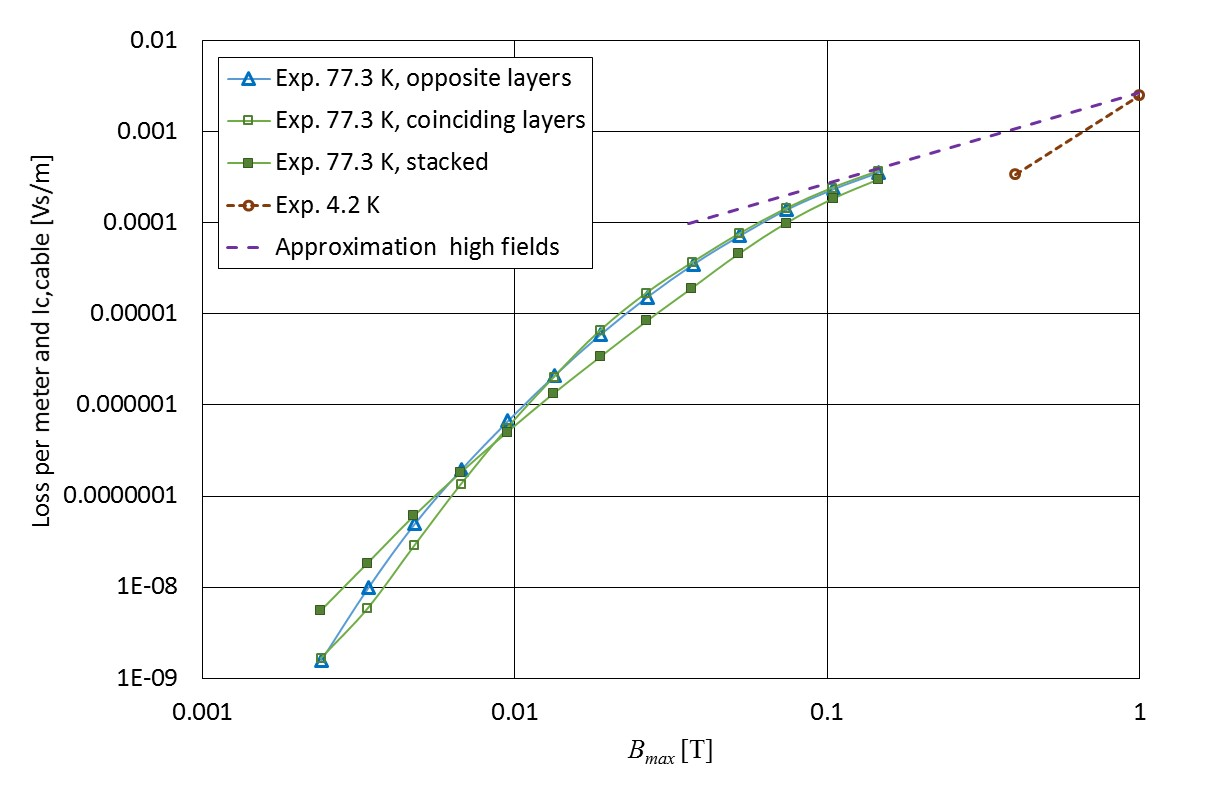 0.01
0.001
0.0001
0.00001
0.000001
0.0000001
1E-08
1E-09
Loss per meter and Ic,cable [Vs/m]
Exp. 77.3 K, opposite layers
Exp. 77.3 K, coinciding layers
Exp. 77.3 K, stacked
Exp. 4.2 K
Approximation high fields
0.001 0.01 0.1 1
Bmax [T]